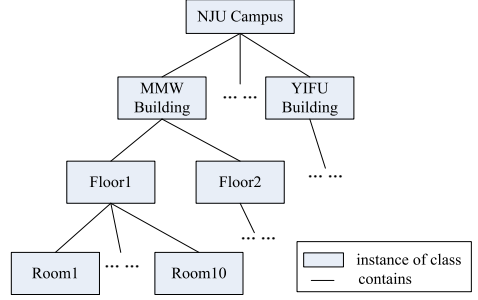 NJU Campus
MMW
Building
... ...
YIFU
Building
... ...
Floor1
Floor2
... ...
Room1
... ...
Room10
instance of class
contains